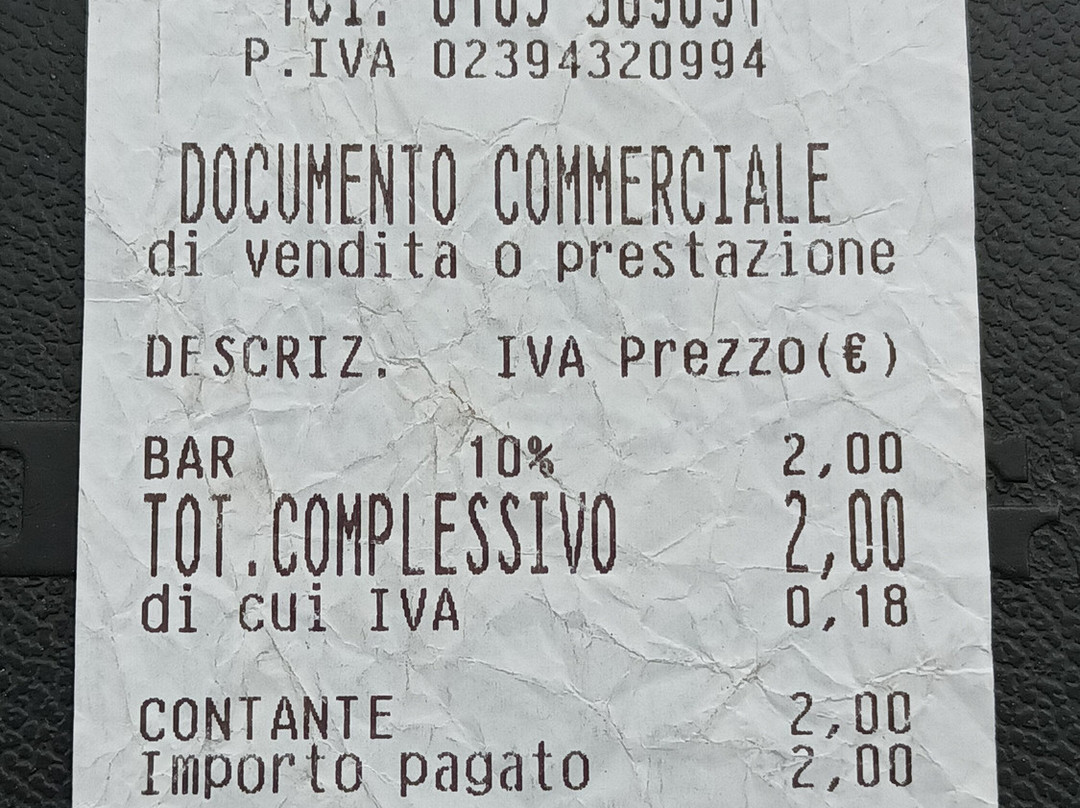 P.IVA 02394320994
DOCUMENTO COMMERCIALE
di vendita o prestazione
DESCRIZ. IVA Prezzo(€)
BAR 10% 2,00
TOT.COMPLESSIVO 2,00
di cui IVA 0,18
CONTANTE 2,00
Importo pagato 2,00